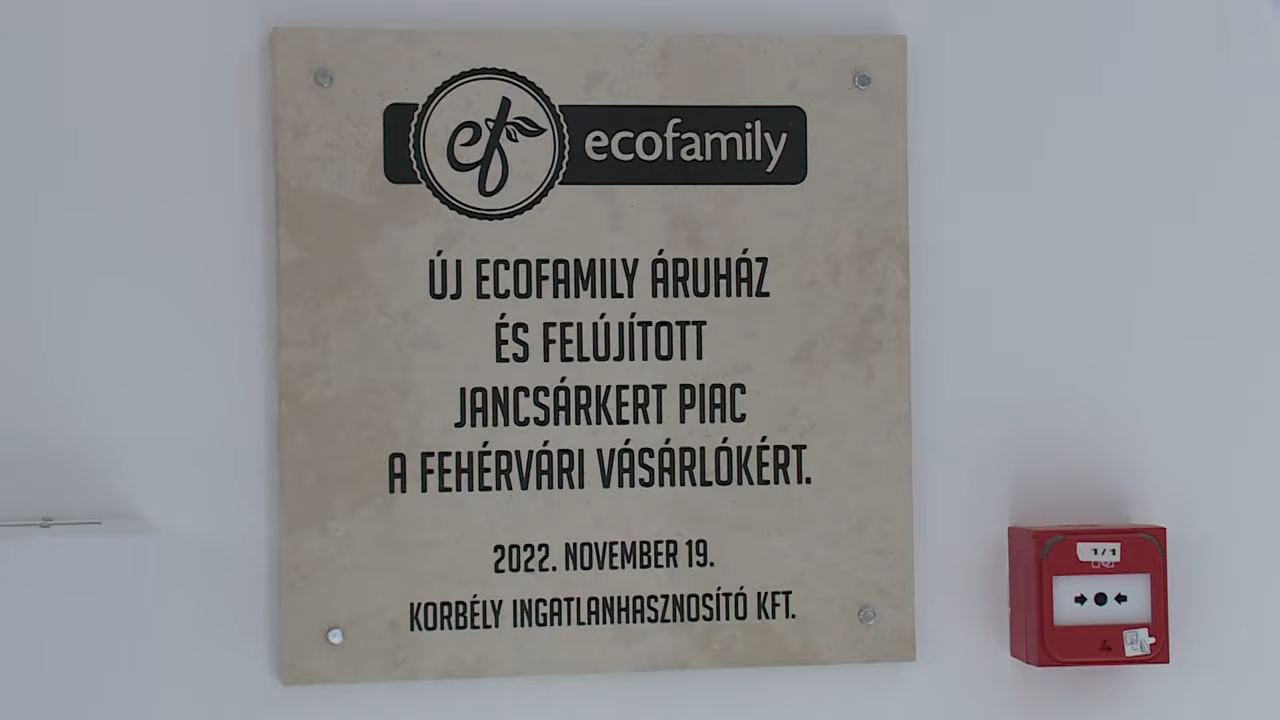 ef ecofamily
ÚJ ECOFAMILY ÁRUHÁZ
ÉS FELÚJÍTOTT
JANCSÁRKERT PIAC
A FEHÉRVÁRI VÁSÁRLÓKÉRT.
2022. NOVEMBER 19.
KORBÉLY INGATLANHASZNOSÍTÓ KFT.
1/1